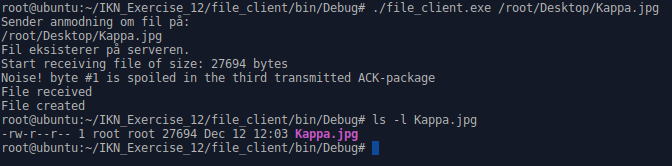 root@ubuntu:~/IKN_Exercise_12/file_client/bin/Debug# ./file_client.exe /root/Desktop/Kappa.jpg
Sender anmodning om fil på:
/root/Desktop/Kappa.jpg
Fil eksisterer på serveren.
Start receiving file of size: 27694 bytes
Noise! byte #1 is spoiled in the third transmitted ACK-package
File received
File created
root@ubuntu:~/IKN_Exercise_12/file_client/bin/Debug# ls -l Kappa.jpg
-rw-r--r-- 1 root root 27694 Dec 12 12:03 Kappa.jpg
root@ubuntu:~/IKN_Exercise_12/file_client/bin/Debug#